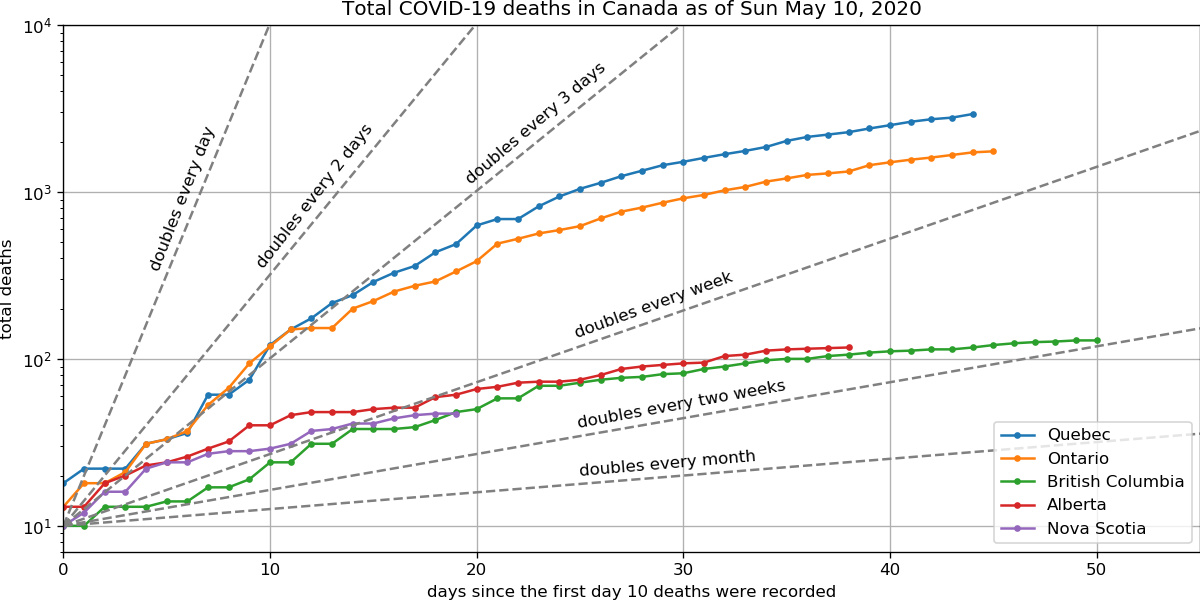 Total COVID-19 deaths in Canada as of Sun May 10, 2020
10^4
10^3
10^2
10^1
total deaths
doubles every day
doubles every 2 days
doubles every 3 days
doubles every week
doubles every two weeks
doubles every month
Quebec
Ontario
British Columbia
Alberta
Nova Scotia
0 10 20 30 40 50
days since the first day 10 deaths were recorded